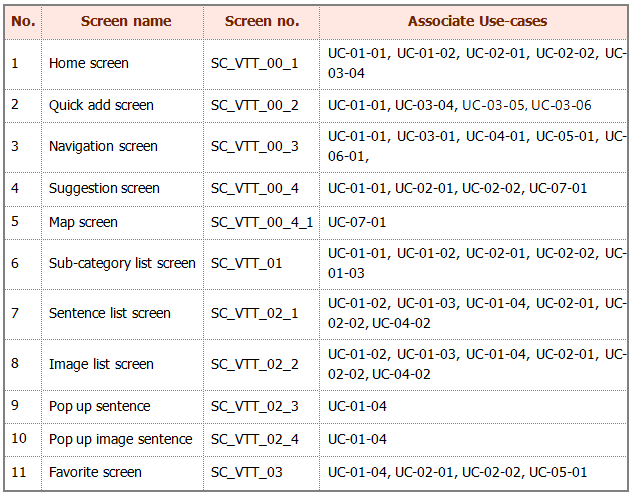 No. Screen name Screen no. Associate Use-cases
1 Home screen SC_VTT_00_1 UC-01-01, UC-01-02, UC-02-01, UC-02-02, UC-
03-04
2 Quick add screen SC_VTT_00_2 UC-01-01, UC-03-04, UC-03-05, UC-03-06
3 Navigation screen SC_VTT_00_3 UC-01-01, UC-03-01, UC-04-01, UC-05-01, UC-
06-01,
4 Suggestion screen SC_VTT_00_4 UC-01-01, UC-02-01, UC-02-02, UC-07-01
5 Map screen SC_VTT_00_4_1 UC-07-01
6 Sub-category list screen SC_VTT_01 UC-01-01, UC-01-02, UC-02-01, UC-02-02, UC-
01-03
7 Sentence list screen SC_VTT_02_1 UC-01-02, UC-01-03, UC-01-04, UC-02-01, UC-
02-02, UC-04-02
8 Image list screen SC_VTT_02_2 UC-01-02, UC-01-03, UC-01-04, UC-02-01, UC-
02-02, UC-04-02
9 Pop up sentence SC_VTT_02_3 UC-01-04
10 Pop up image sentence SC_VTT_02_4 UC-01-04
11 Favorite screen SC_VTT_03 UC-01-04, UC-02-01, UC-02-02, UC-05-01